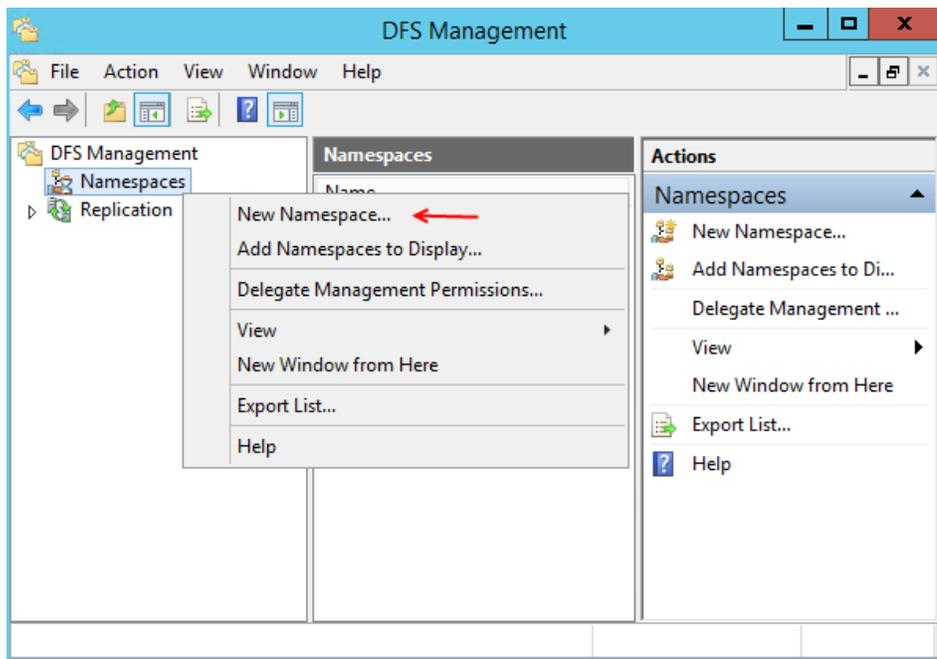 DFS Management
File Action View Window Help
DFS Management
Namespaces
Replication
Namespaces
Name
New Namespace...
Add Namespaces to Display...
Delegate Management Permissions...
View
New Window from Here
Export List...
Help
Actions
Namespaces
New Namespace...
Add Namespaces to Di...
Delegate Management ...
View
New Window from Here
Export List...
Help